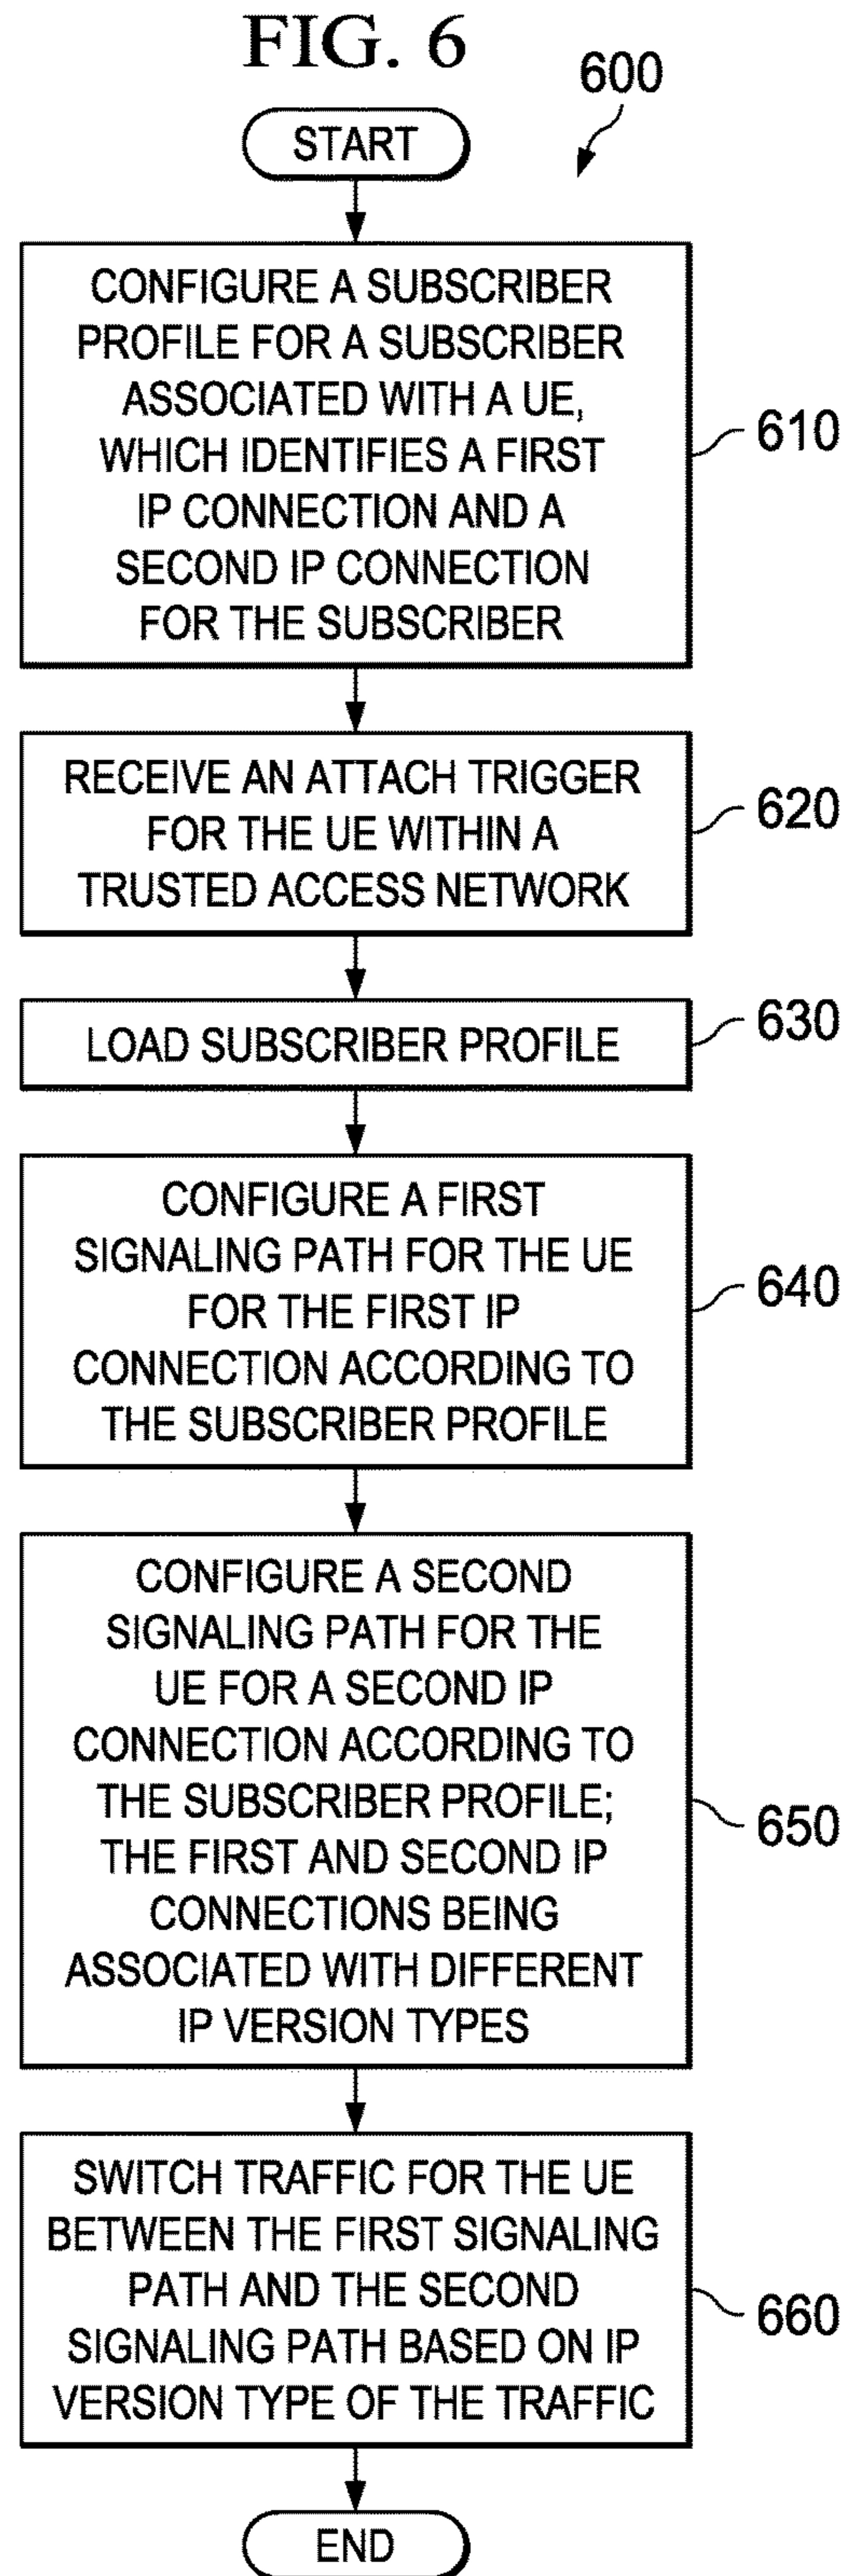 FIG. 6
600
START
CONFIGURE A SUBSCRIBER
PROFILE FOR A SUBSCRIBER
ASSOCIATED WITH A UE,
WHICH IDENTIFIES A FIRST
IP CONNECTION AND A
SECOND IP CONNECTION
FOR THE SUBSCRIBER
610
RECEIVE AN ATTACH TRIGGER
FOR THE UE WITHIN A
TRUSTED ACCESS NETWORK
620
LOAD SUBSCRIBER PROFILE
630
CONFIGURE A FIRST
SIGNALING PATH FOR THE UE
FOR THE FIRST IP
CONNECTION ACCORDING TO
THE SUBSCRIBER PROFILE
640
CONFIGURE A SECOND
SIGNALING PATH FOR THE
UE FOR A SECOND IP
CONNECTION ACCORDING TO
THE SUBSCRIBER PROFILE;
THE FIRST AND SECOND IP
CONNECTIONS BEING
ASSOCIATED WITH DIFFERENT
IP VERSION TYPES
650
SWITCH TRAFFIC FOR THE UE
BETWEEN THE FIRST SIGNALING
PATH AND THE SECOND
SIGNALING PATH BASED ON IP
VERSION TYPE OF THE TRAFFIC
660
END